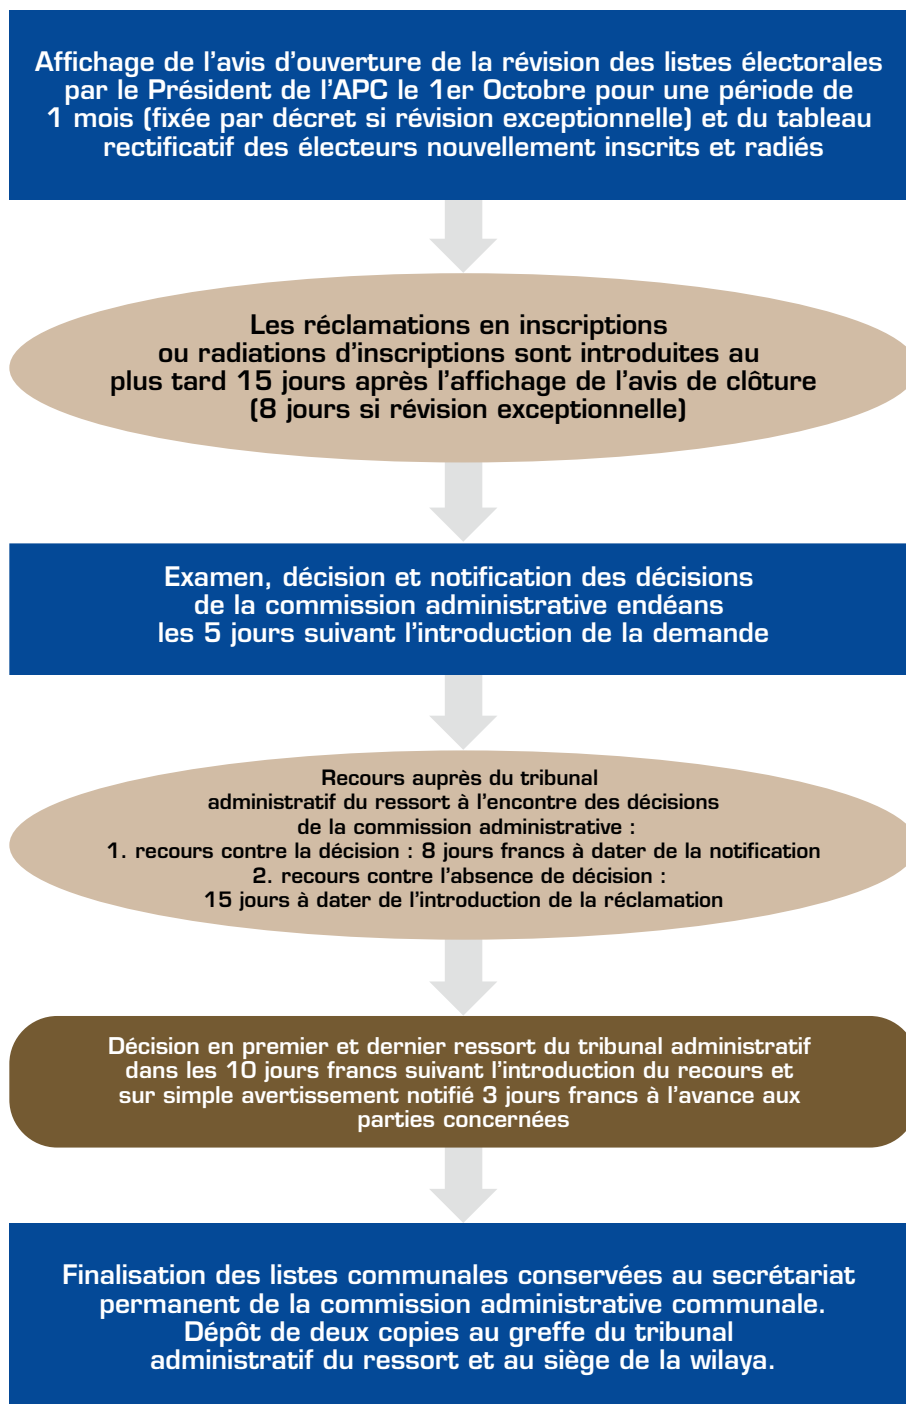 Affichage de l'avis d'ouverture de la révision des listes électorales
par le Président de l'APC le 1er Octobre pour une période de
1 mois (fixée par décret si révision exceptionnelle) et du tableau
rectificatif des électeurs nouvellement inscrits et radiés
Les réclamations en inscriptions
ou radiations d'inscriptions sont introduites au
plus tard 15 jours après l'affichage de l'avis de clôture
(8 jours si révision exceptionnelle)
Examen, décision et notification des décisions
de la commission administrative endéans
les 5 jours suivant l'introduction de la demande
Recours auprès du tribunal
administratif du ressort à l'encontre des décisions
de la commission administrative :
1. recours contre la décision : 8 jours francs à dater de la notification
2. recours contre l'absence de décision :
15 jours à dater de l'introduction de la réclamation
Décision en premier et dernier ressort du tribunal administratif
dans les 10 jours francs suivant l'introduction du recours et
sur simple avertissement notifié 3 jours francs à l'avance aux
parties concernées
Finalisation des listes communales conservées au secrétariat
permanent de la commission administrative communale.
Dépôt de deux copies au greffe du tribunal
administratif du ressort et au siège de la wilaya.